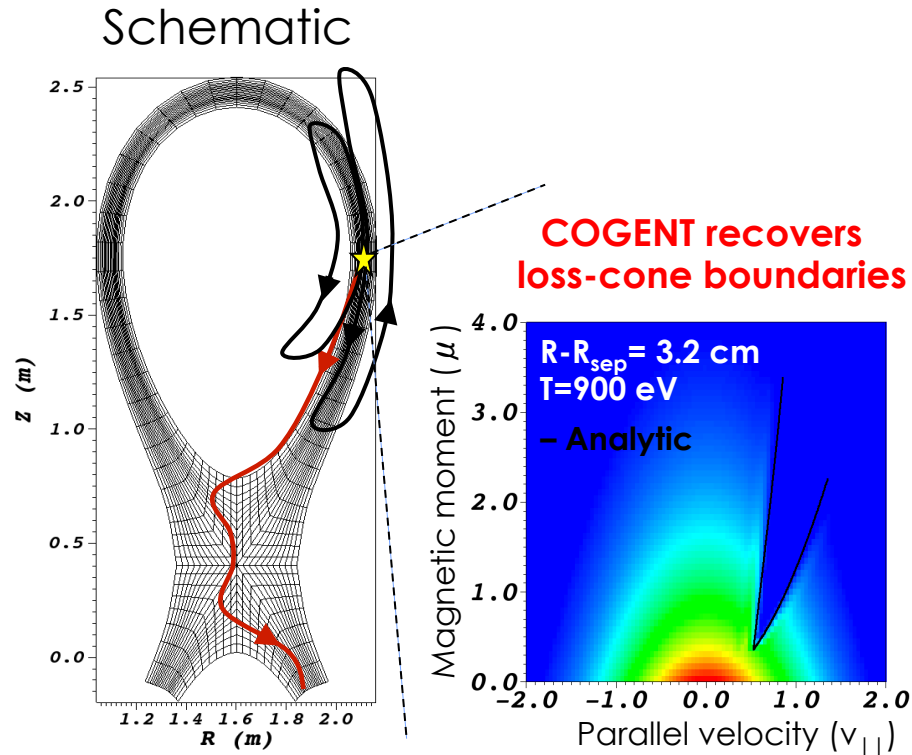 Schematic
2.5
2.0
1.5
1.0
0.5
0.0
Z (m)
1.2 1.4 1.6 1.8 2.0
R (m)
COGENT recovers
loss-cone boundaries
4.0
3.0
2.0
1.0
0.0
Magnetic moment (μ)
R-Rsep= 3.2 cm
T=900 eV
– Analytic
-2.0 -1.0 0.0 1.0 2.0
Parallel velocity (v||)